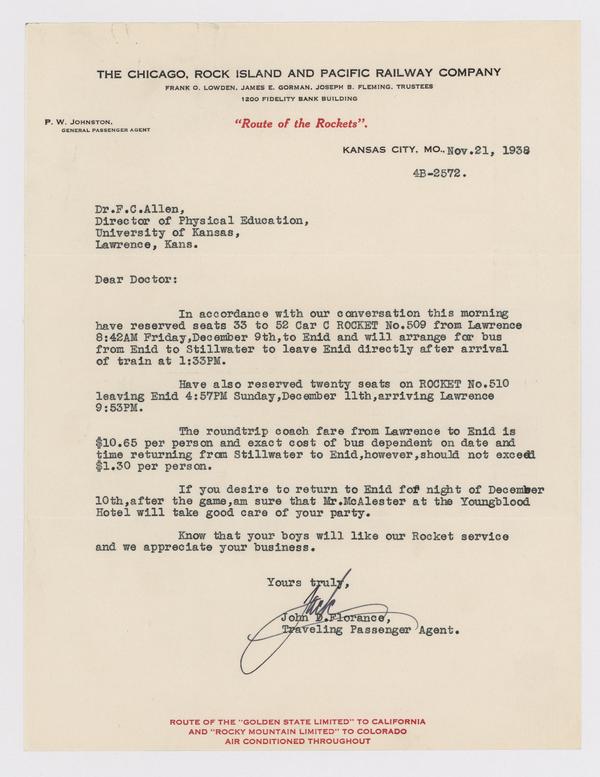 THE CHICAGO, ROCK ISLAND AND PACIFIC RAILWAY COMPANY
FRANK O. LOWDEN, JAMES E. GORMAN, JOSEPH B. FLEMING, TRUSTEES
1200 FIDELITY BANK BUILDING
P. W. JOHNSTON,
GENERAL PASSENGER AGENT
"Route of the Rockets".
KANSAS CITY, MO., Nov.21, 1938
4B-2572.
Dr.F.C.Allen,
Director of Physical Education,
University of Kansas,
Lawrence, Kans.
Dear Doctor:
In accordance with our conversation this morning
have reserved seats 33 to 52 Car C ROCKET No.509 from Lawrence
8:42AM Friday,December 9th,to Enid and will arrange for bus
from Enid to Stillwater to leave Enid directly after arrival
of train at 1:33PM.
Have also reserved twenty seats on ROCKET No.510
leaving Enid 4:57PM Sunday,December 11th,arriving Lawrence
9:53PM.
The roundtrip coach fare from Lawrence to Enid is
$10.65 per person and exact cost of bus dependent on date and
time returning from Stillwater to Enid,however,should not exceed
$1.30 per person.
If you desire to return to Enid for night of December
10th,after the game,am sure that Mr.McAlester at the Youngblood
Hotel will take good care of your party.
Know that your boys will like our Rocket service
and we appreciate your business.
Yours truly,
Jack
John D.Florance,
Traveling Passenger Agent.
ROUTE OF THE "GOLDEN STATE LIMITED" TO CALIFORNIA
AND "ROCKY MOUNTAIN LIMITED" TO COLORADO
AIR CONDITIONED THROUGHOUT